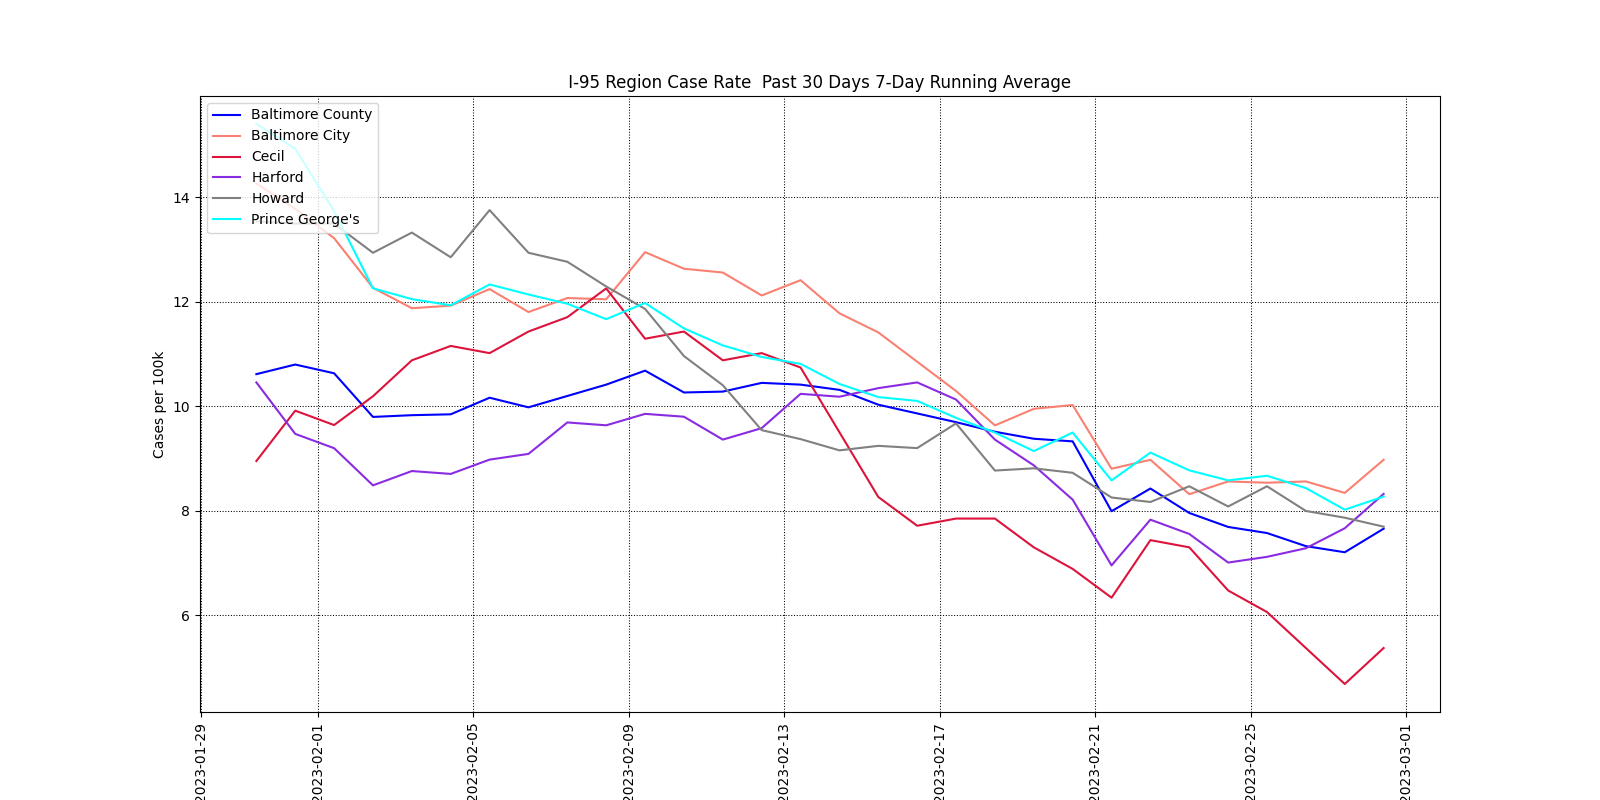 I-95 Region Case Rate  Past 30 Days 7-Day Running Average
Baltimore County
Baltimore City
Cecil
Harford
Howard
Prince George's
Cases per 100k
14
12
10
8
6
2023-01-29
2023-02-01
2023-02-05
2023-02-09
2023-02-13
2023-02-17
2023-02-21
2023-02-25
2023-03-01